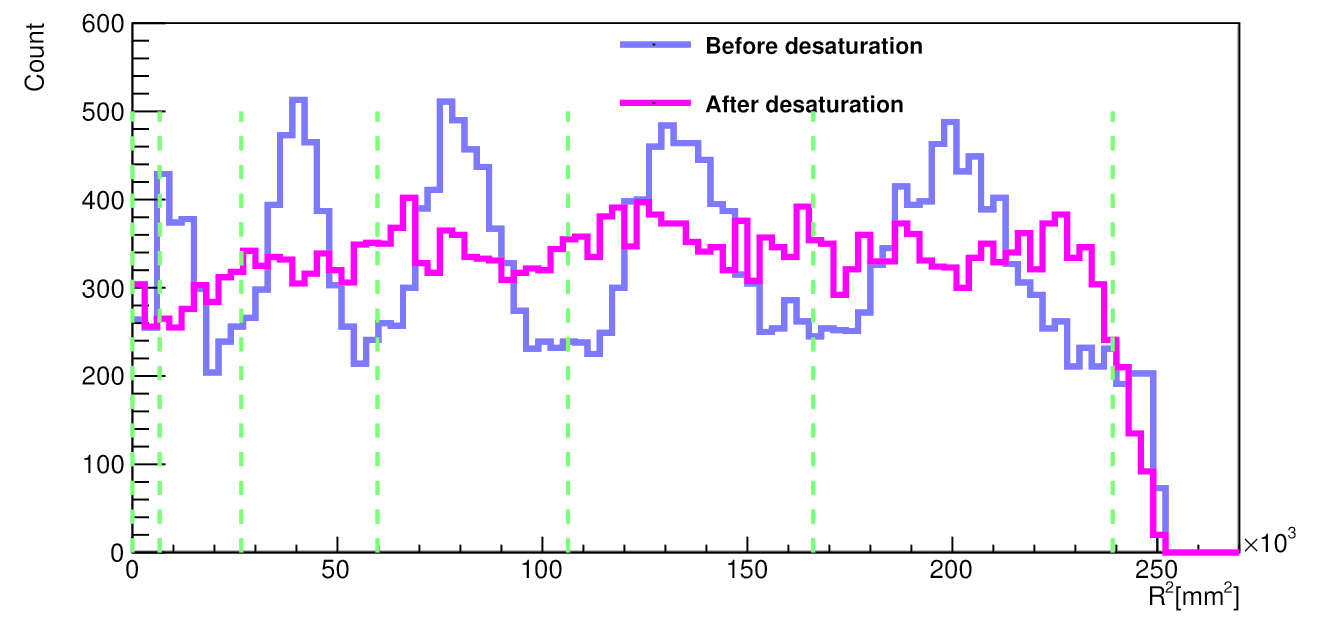 Count
600
500
400
300
200
100
0
Before desaturation
After desaturation
0 50 100 150 200 250
×10³
R²[mm²]